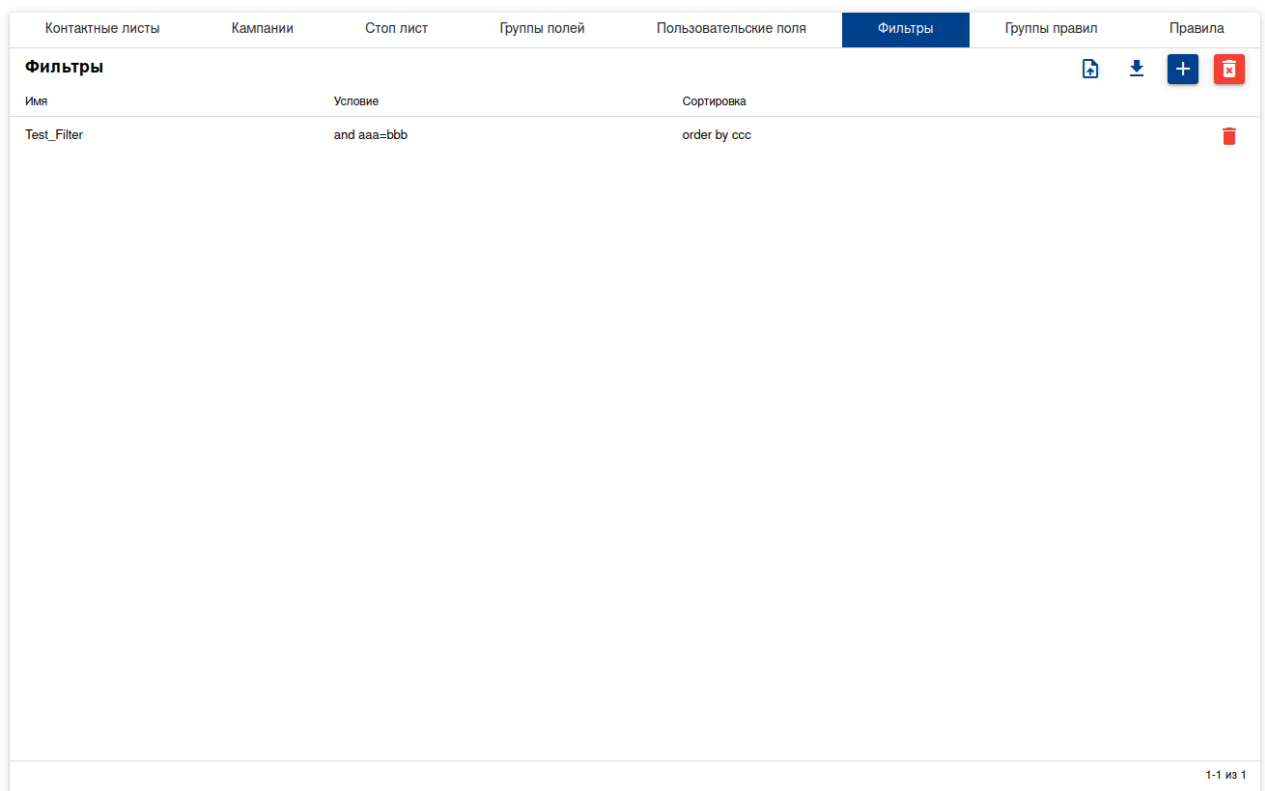 Контактные листы Кампании Стоп лист Группы полей Пользовательские поля Фильтры Группы правил Правила
Фильтры
Имя Условие Сортировка
Test_Filter and aaa=bbb order by ccc
1-1 из 1